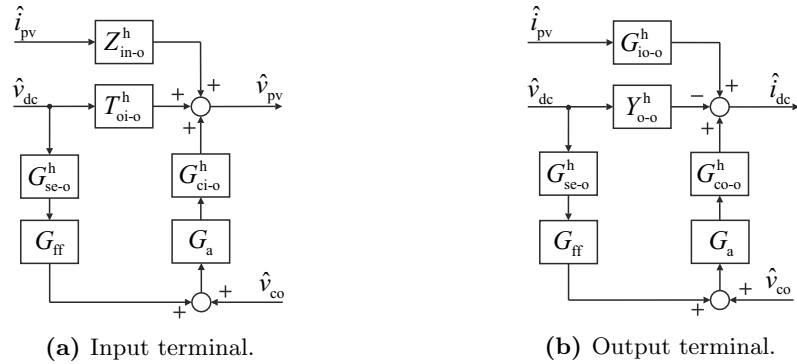 î_pv Z^h_in-o
+
v̂_dc T^h_oi-o + v̂_pv
+
G^h_se-o G^h_ci-o
G_ff G_a
+
+ v̂_co
(a) Input terminal.
î_pv G^h_io-o
+
v̂_dc Y^h_o-o − î_dc
+
G^h_se-o G^h_co-o
G_ff G_a
+
+ v̂_co
(b) Output terminal.